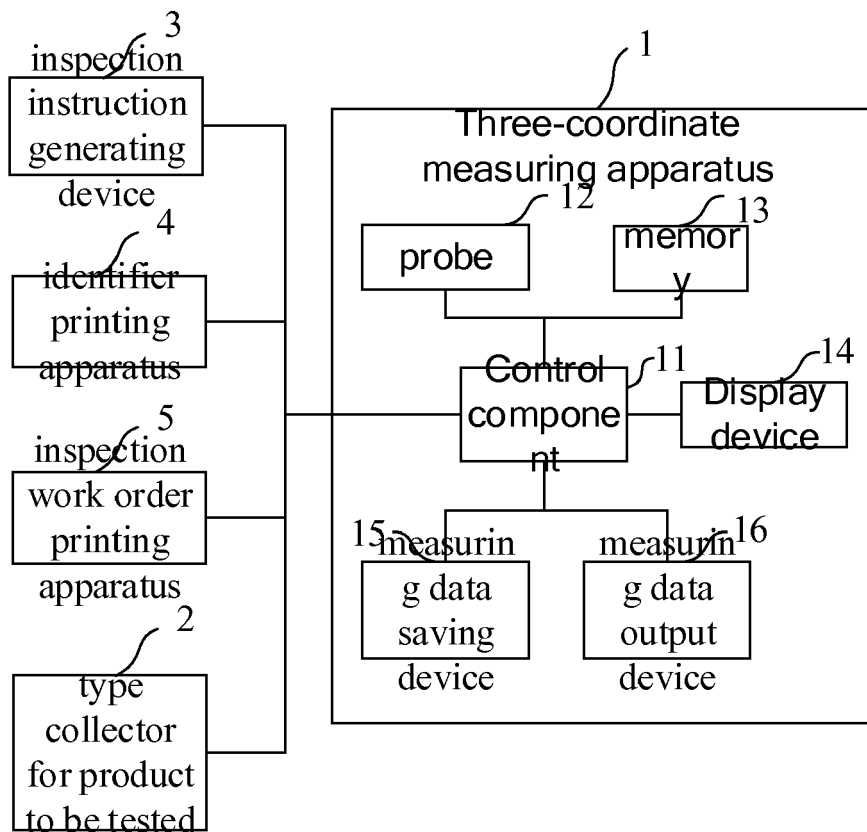 3
inspection
instruction
generating
device
4
identifier
printing
apparatus
5
inspection
work order
printing
apparatus
2
type
collector
for product
to be tested
1
Three-coordinate
measuring apparatus
12
probe
13
memor
y
11
Control
compone
nt
14
Display
device
15
measurin
g data
saving
device
16
measurin
g data
output
device